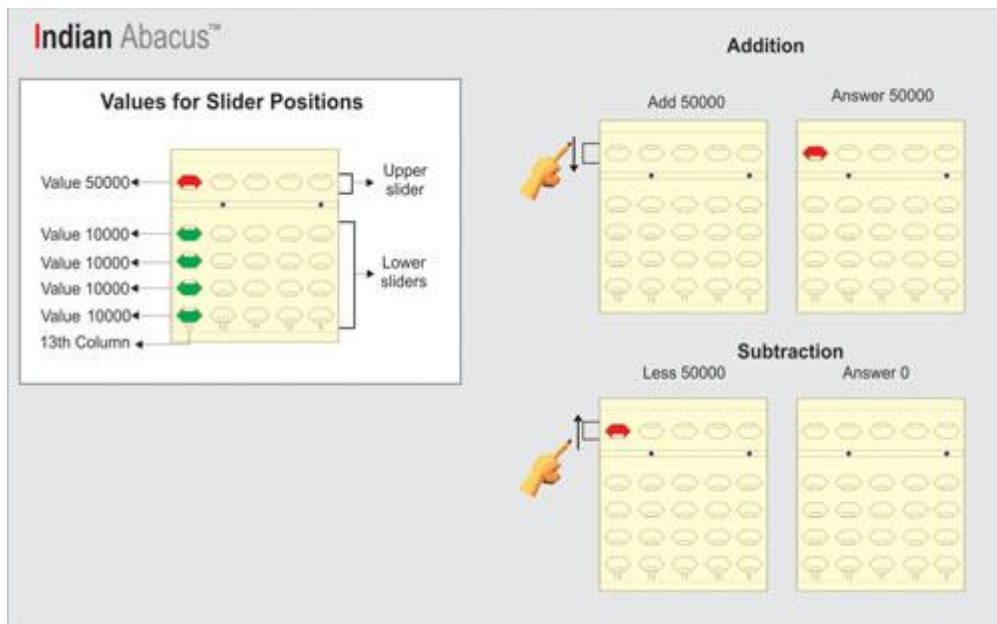 Indian Abacus™
Values for Slider Positions
Value 50000
Upper
slider
Value 10000
Value 10000
Value 10000
Value 10000
Lower
sliders
13th Column
Addition
Add 50000
Answer 50000
Subtraction
Less 50000
Answer 0